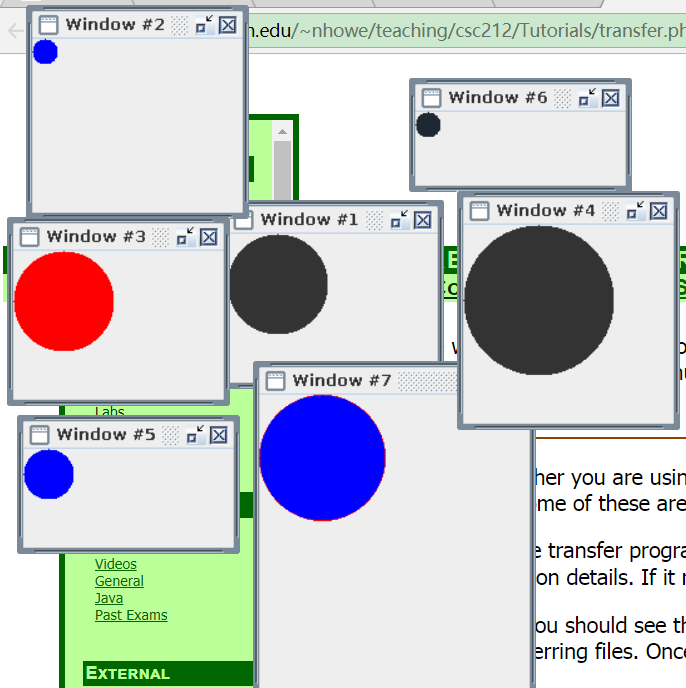 Window #2
n.edu/~nhowe/teaching/csc212/Tutorials/transfer.ph
Window #6
Window #1
Window #4
Window #3
Window #7
Labs
Window #5
her you are usin
ome of these are
e transfer progra
on details. If it r
Videos
General
Java
Past Exams
ou should see th
erring files. Once
EXTERNAL